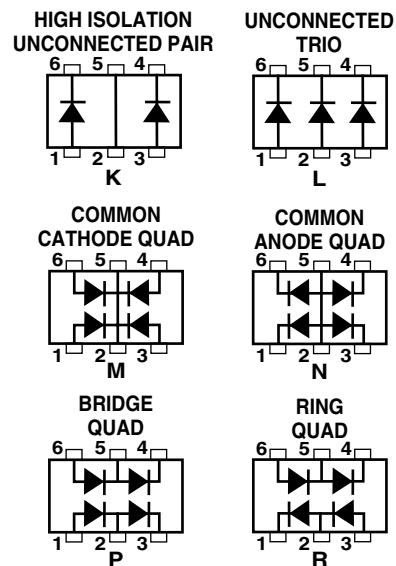 HIGH ISOLATION
UNCONNECTED PAIR
6 5 4
1 2 3
K
UNCONNECTED
TRIO
6 5 4
1 2 3
L
COMMON
CATHODE QUAD
6 5 4
1 2 3
M
COMMON
ANODE QUAD
6 5 4
1 2 3
N
BRIDGE
QUAD
6 5 4
1 2 3
P
RING
QUAD
6 5 4
1 2 3
R